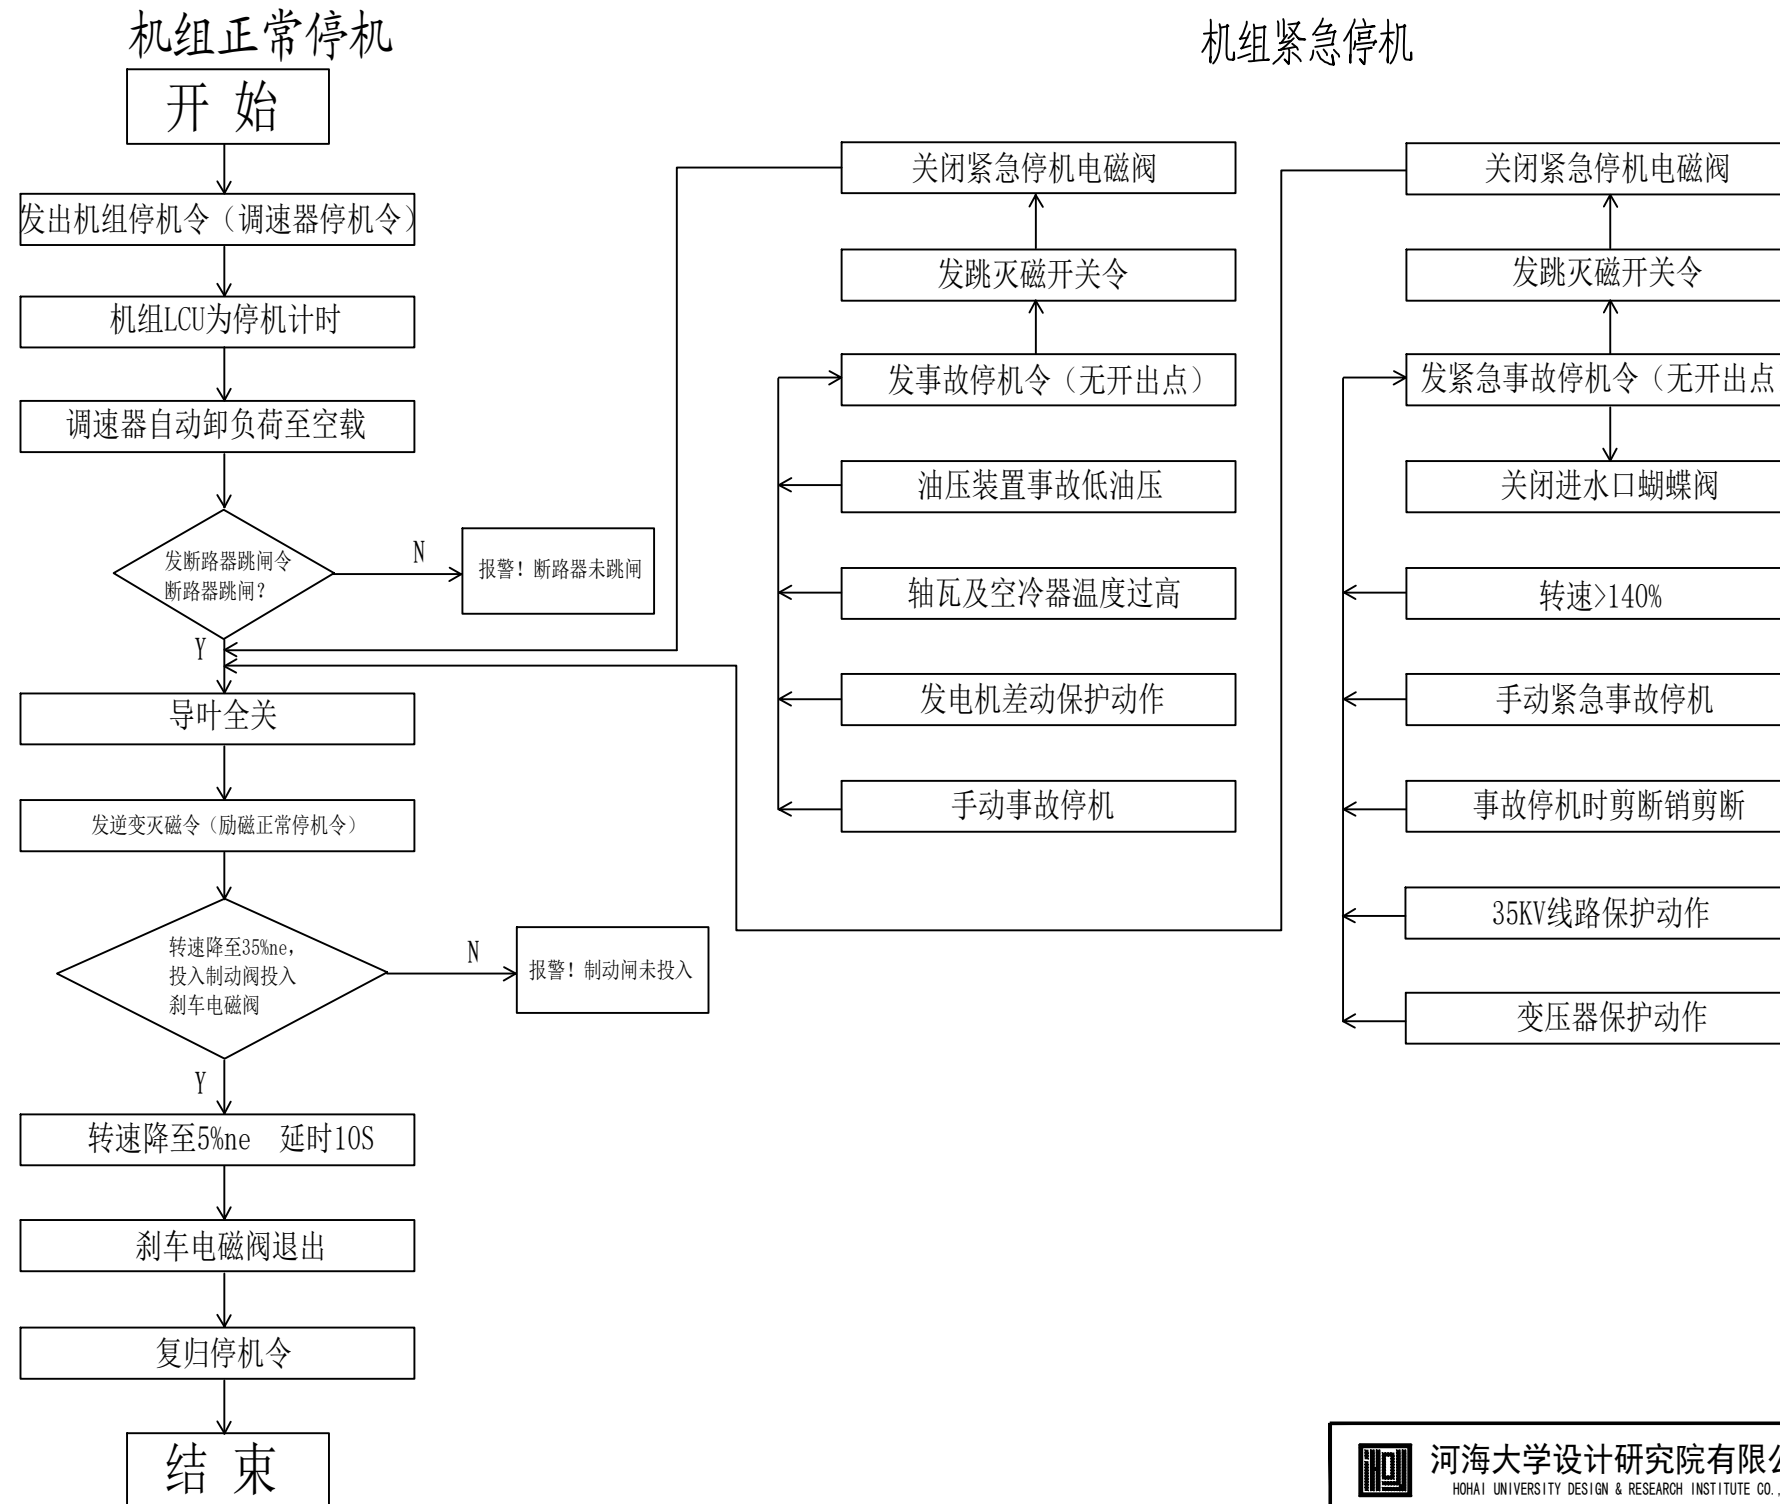 机组正常停机
开 始
发出机组停机令（调速器停机令）
机组LCU为停机计时
调速器自动卸负荷至空载
发断路器跳闸令
断路器跳闸？
N
报警！断路器未跳闸
Y
导叶全关
发逆变灭磁令（励磁正常停机令）
转速降至35%ne，
投入制动阀投入
刹车电磁阀
N
报警！制动闸未投入
Y
转速降至5%ne 延时10S
刹车电磁阀退出
复归停机令
结 束
机组紧急停机
关闭紧急停机电磁阀
发跳灭磁开关令
发事故停机令（无开出点）
油压装置事故低油压
轴瓦及空冷器温度过高
发电机差动保护动作
手动事故停机
关闭紧急停机电磁阀
发跳灭磁开关令
发紧急事故停机令（无开出点
关闭进水口蝴蝶阀
转速>140%
手动紧急事故停机
事故停机时剪断销剪断
35KV线路保护动作
变压器保护动作
河海大学设计研究院有限公
HOHAI UNIVERSITY DESIGN & RESEARCH INSTITUTE CO.,